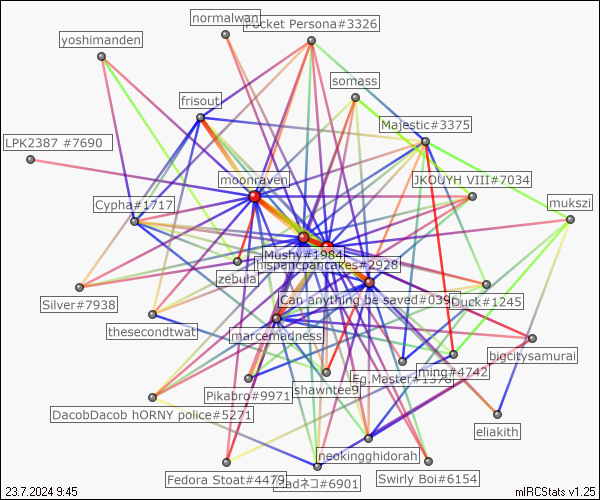 normalwan
Pocket Persona#3326
yoshimanden
somass
frisout
Majestic#3375
LPK2387 #7690
moonraven
JKOUYH VIII#7034
Cypha#1717
mukszi
Mushy#1984
hispanicpancakes#2928
zebula
Silver#7938
Can anything be saved#039
Duck#1245
thesecondtwat
marcemadness
bigcitysamurai
ming#4742
Eg.Master#1378
Pikabro#9971
shawntee9
DacobDacob hORNY police#5271
eliakith
neokingghidorah
Fedora Stoat#4479
adネコ#6901
Swirly Boi#6154
23.7.2024 9:45
mIRCStats v1.25